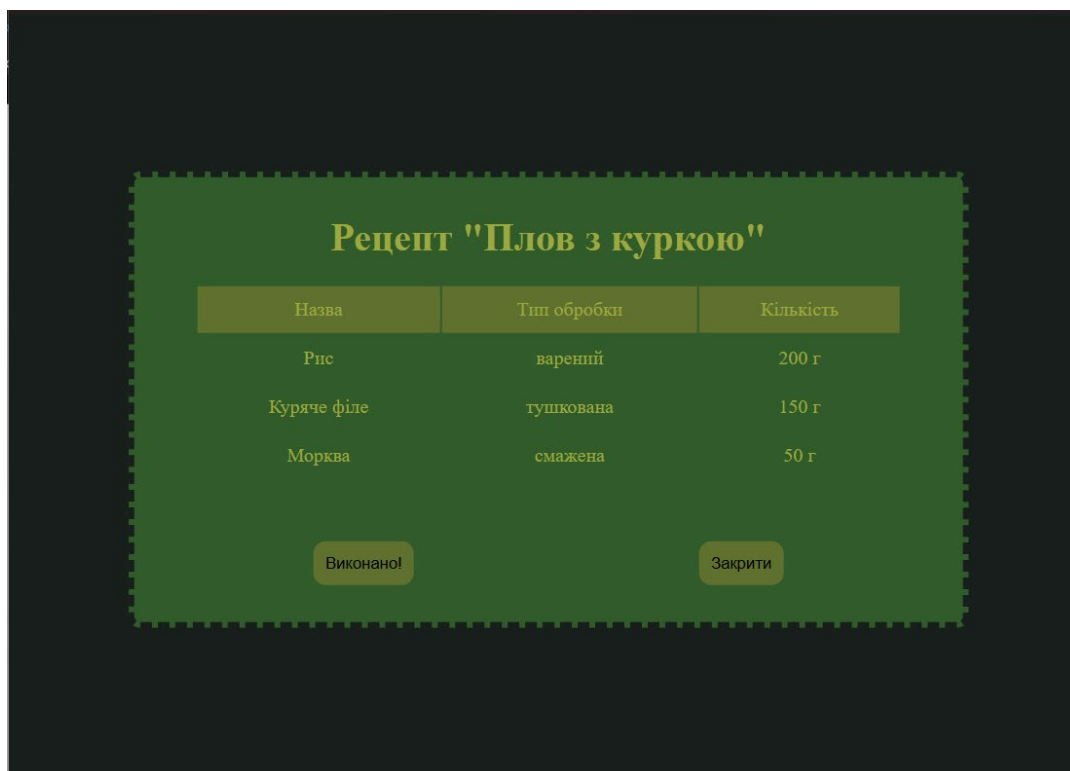 Рецепт "Плов з куркою"
Назва Тип обробки Кількість
Рис варений 200 г
Куряче філе тушкована 150 г
Морква смажена 50 г
Виконано! Закрити